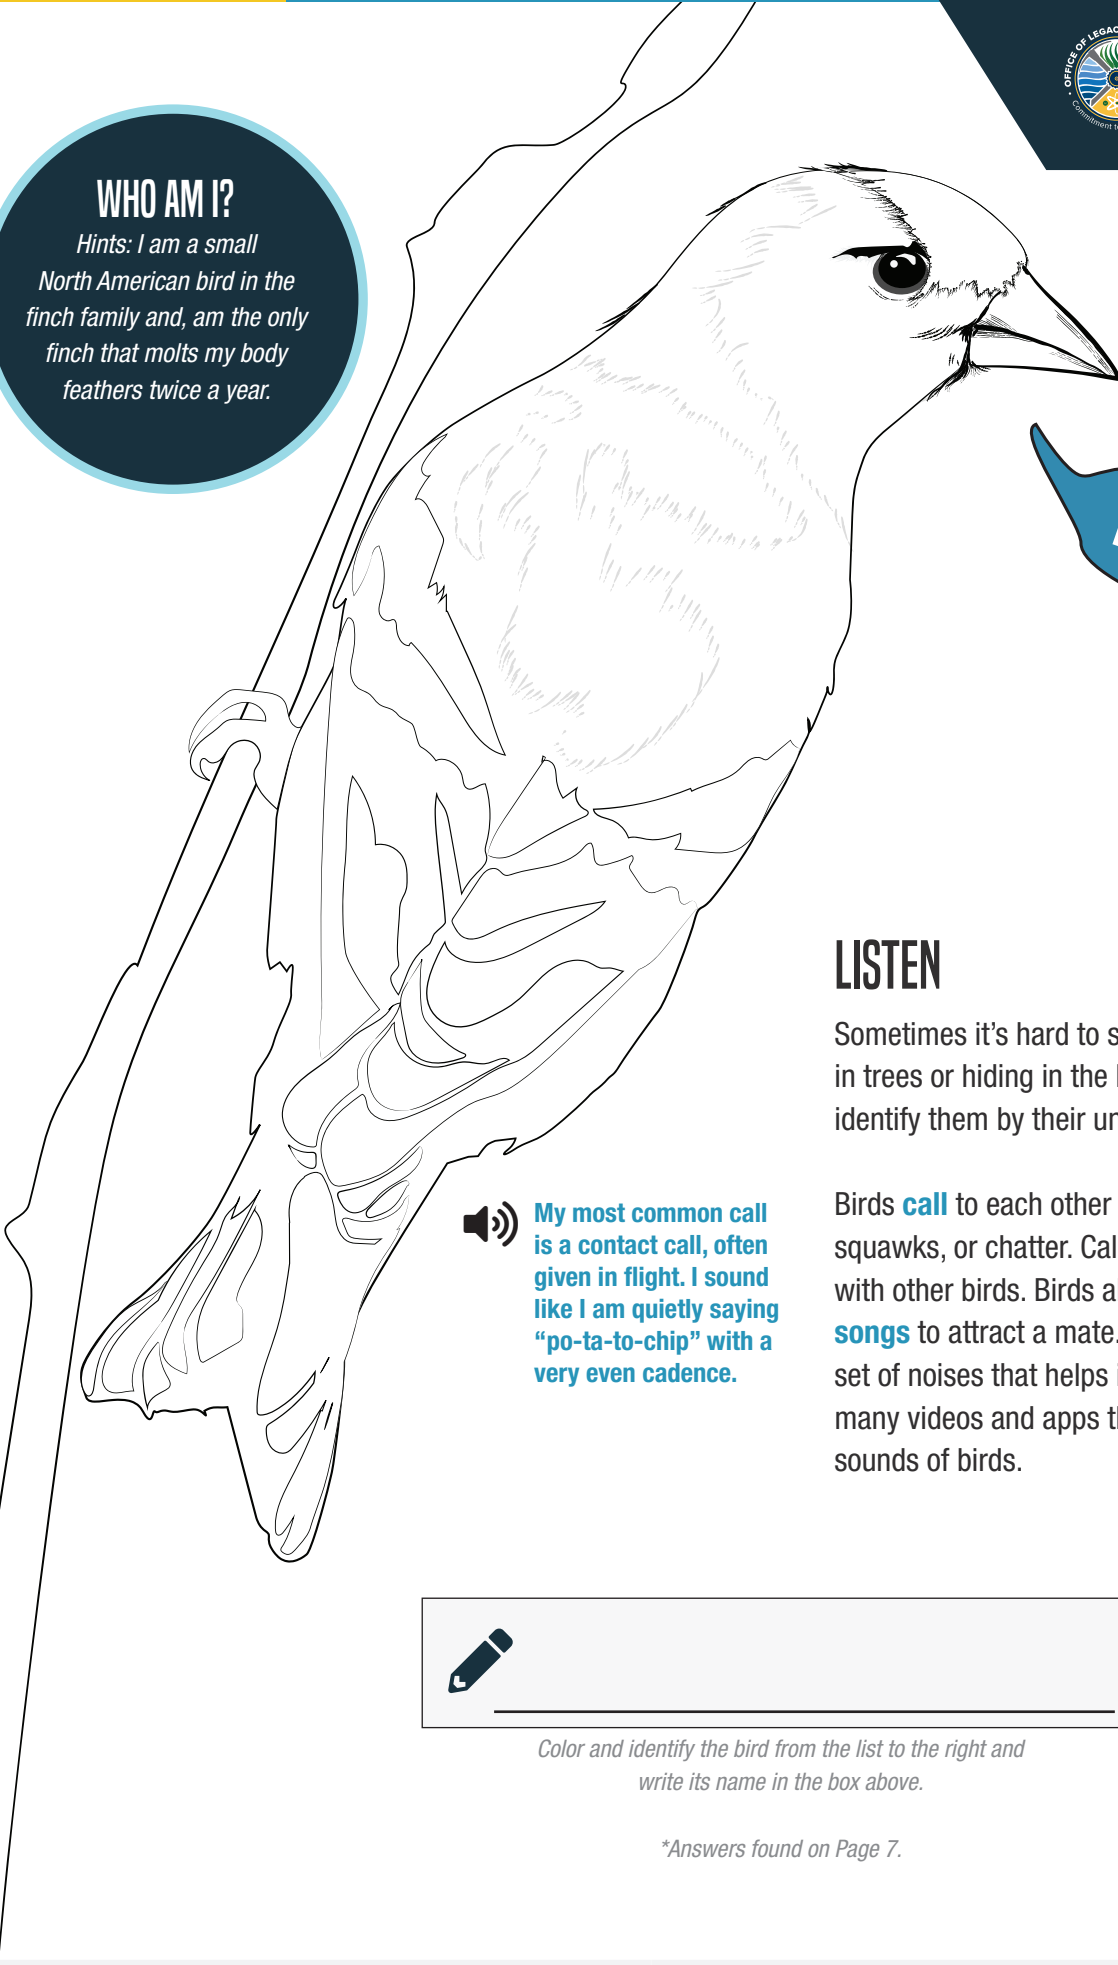 OFFICE OF LEGAC
Commitment t
WHO AM I?
Hints: I am a small
North American bird in the
finch family and, am the only
finch that molts my body
feathers twice a year.
LISTEN
Sometimes it’s hard to s
in trees or hiding in the
identify them by their un
Birds call to each other
squawks, or chatter. Cal
with other birds. Birds a
songs to attract a mate.
set of noises that helps i
many videos and apps t
sounds of birds.
My most common call
is a contact call, often
given in flight. I sound
like I am quietly saying
“po-ta-to-chip” with a
very even cadence.
Color and identify the bird from the list to the right and
write its name in the box above.
*Answers found on Page 7.